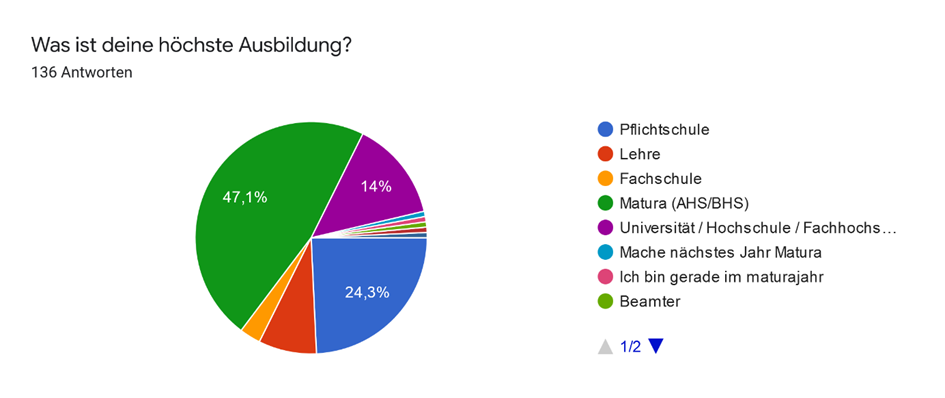 Was ist deine höchste Ausbildung?
136 Antworten
47,1%
14%
24,3%
Pflichtschule
Lehre
Fachschule
Matura (AHS/BHS)
Universität / Hochschule / Fachhochs…
Mache nächstes Jahr Matura
Ich bin gerade im maturajahr
Beamter
1/2